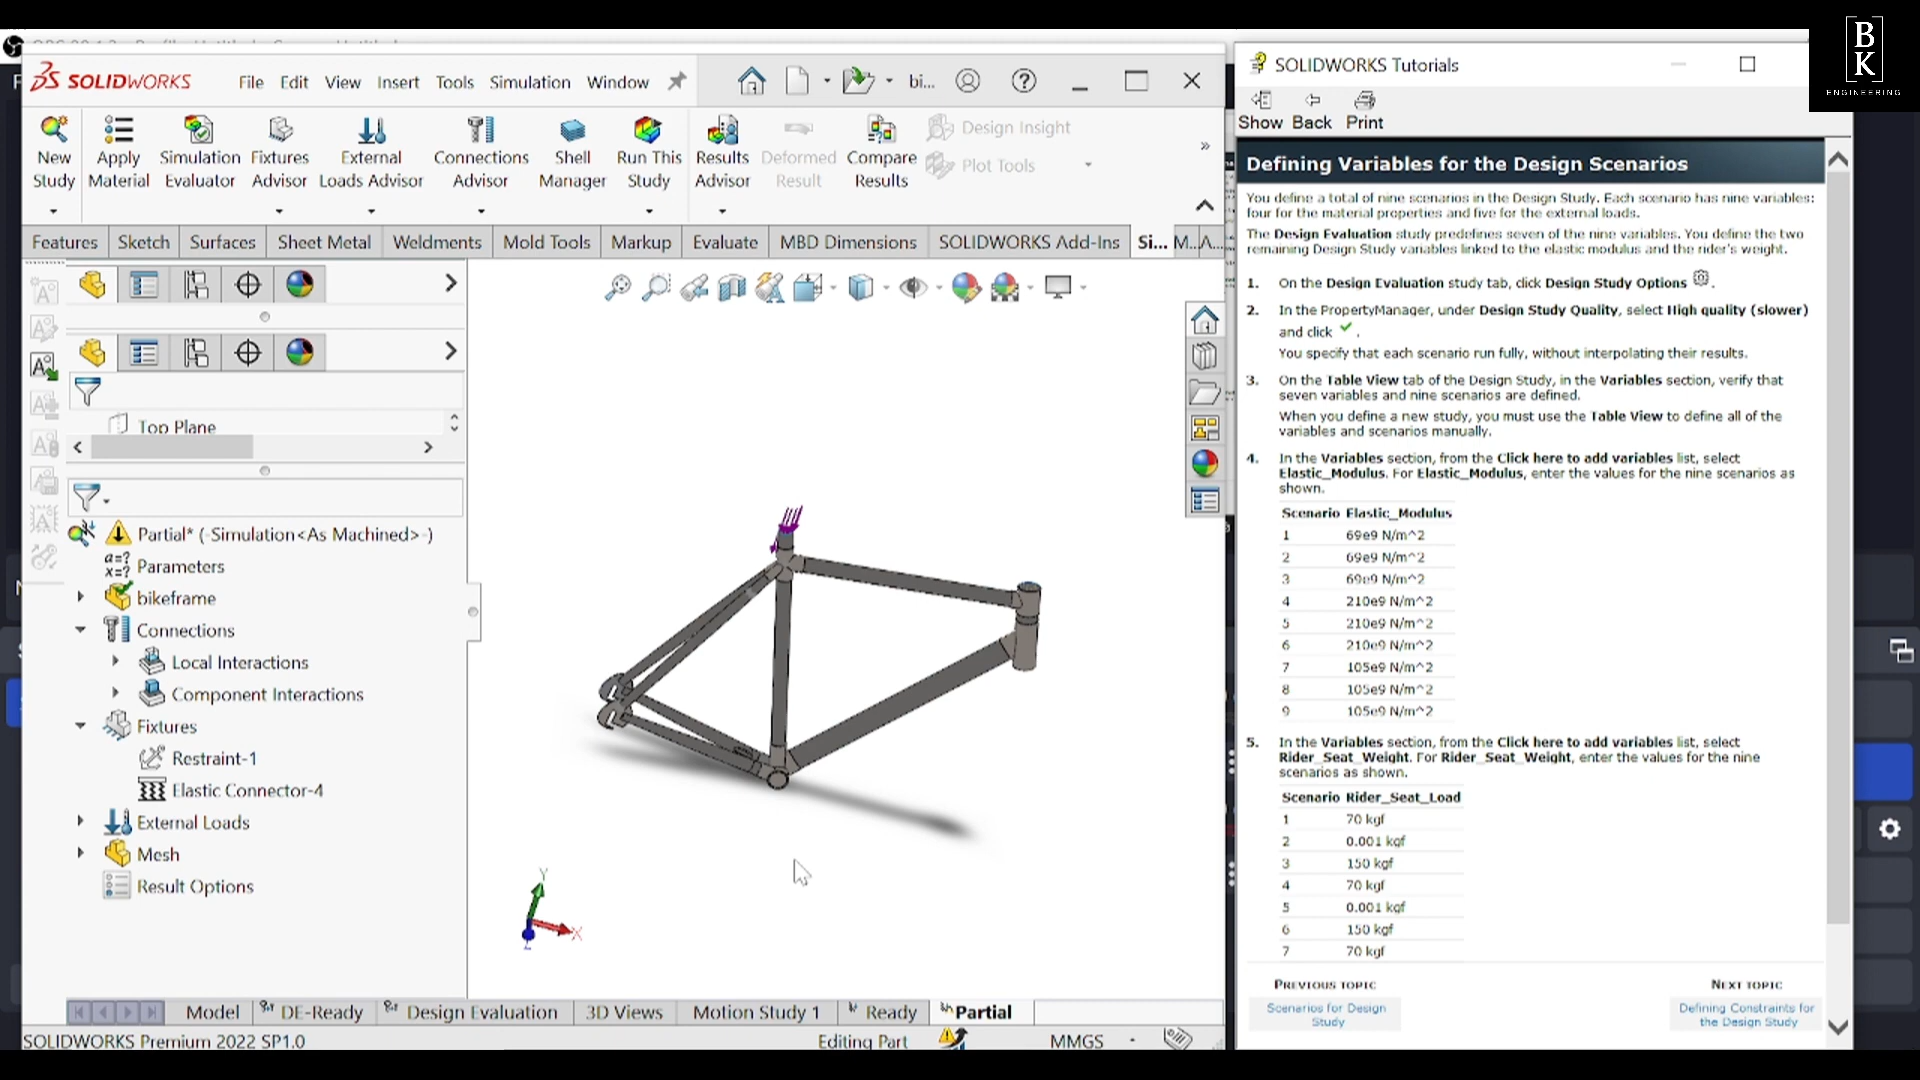 SOLIDWORKS
File Edit View Insert Tools Simulation Window
bi...
New Study
Apply Material
Simulation Evaluator
Fixtures Advisor
External Loads Advisor
Connections Advisor
Shell Manager
Run This Study
Results Advisor
Deformed Result
Compare Results
Design Insight
Plot Tools
Features Sketch Surfaces Sheet Metal Weldments Mold Tools Markup Evaluate MBD Dimensions SOLIDWORKS Add-Ins Si... M... A...
Top Plane
Partial* (-Simulation<As Machined>-)
Parameters
bikeframe
Connections
Local Interactions
Component Interactions
Fixtures
Restraint-1
Elastic Connector-4
External Loads
Mesh
Result Options
Y
X
Z
Model DE-Ready Design Evaluation 3D Views Motion Study 1 Ready Partial
SOLIDWORKS Premium 2022 SP1.0 Editing Part MMGS
SOLIDWORKS Tutorials
Show Back Print
Defining Variables for the Design Scenarios
You define a total of nine scenarios in the Design Study. Each scenario has nine variables:
four for the material properties and five for the external loads.
The Design Evaluation study predefines seven of the nine variables. You define the two
remaining Design Study variables linked to the elastic modulus and the rider's weight.
1. On the Design Evaluation study tab, click Design Study Options .
2. In the PropertyManager, under Design Study Quality, select High quality (slower)
and click .
You specify that each scenario run fully, without interpolating their results.
3. On the Table View tab of the Design Study, in the Variables section, verify that
seven variables and nine scenarios are defined.
When you define a new study, you must use the Table View to define all of the
variables and scenarios manually.
4. In the Variables section, from the Click here to add variables list, select
Elastic_Modulus. For Elastic_Modulus, enter the values for the nine scenarios as
shown.
Scenario Elastic_Modulus
1 69e9 N/m^2
2 69e9 N/m^2
3 69e9 N/m^2
4 210e9 N/m^2
5 210e9 N/m^2
6 210e9 N/m^2
7 105e9 N/m^2
8 105e9 N/m^2
9 105e9 N/m^2
5. In the Variables section, from the Click here to add variables list, select
Rider_Seat_Weight. For Rider_Seat_Weight, enter the values for the nine
scenarios as shown.
Scenario Rider_Seat_Load
1 70 kgf
2 0.001 kgf
3 150 kgf
4 70 kgf
5 0.001 kgf
6 150 kgf
7 70 kgf
PREVIOUS TOPIC
Scenarios for Design
Study
NEXT TOPIC
Defining Constraints for
the Design Study
B
K
ENGINEERING